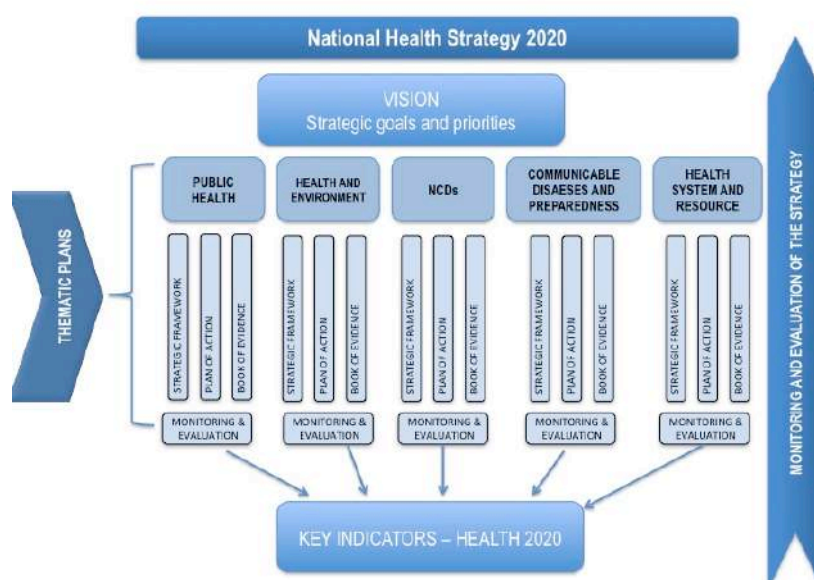 National Health Strategy 2020
VISION
Strategic goals and priorities
PUBLIC
HEALTH
HEALTH AND
ENVIRONMENT
NCDs
COMMUNICABLE
DISAESES AND
PREPAREDNESS
HEALTH
SYSTEM AND
RESOURCE
THEMATIC PLANS
STRATEGIC FRAMEWORK
PLAN OF ACTION
BOOK OF EVIDENCE
STRATEGIC FRAMEWORK
PLAN OF ACTION
BOOK OF EVIDENCE
STRATEGIC FRAMEWORK
PLAN OF ACTION
BOOK OF EVIDENCE
STRATEGIC FRAMEWORK
PLAN OF ACTION
BOOK OF EVIDENCE
STRATEGIC FRAMEWORK
PLAN OF ACTION
BOOK OF EVIDENCE
MONITORING &
EVALUATION
MONITORING &
EVALUATION
MONITORING &
EVALUATION
MONITORING &
EVALUATION
MONITORING &
EVALUATION
KEY INDICATORS – HEALTH 2020
MONITORING AND EVALUATION OF THE STRATEGY